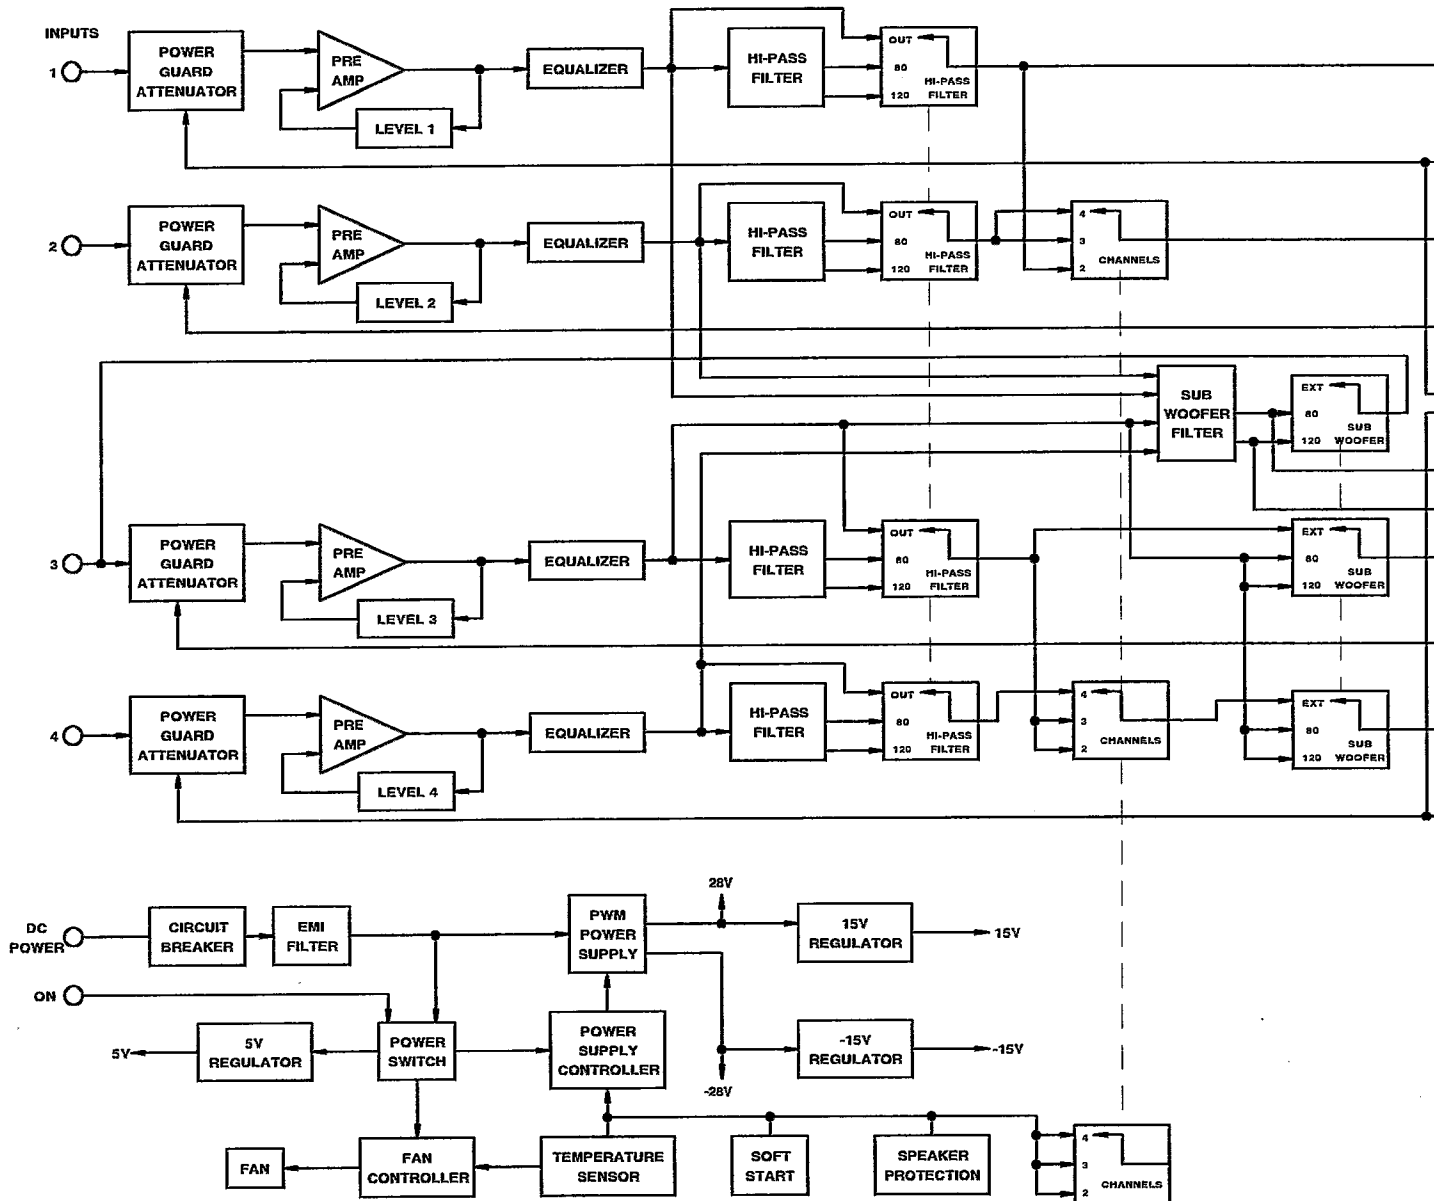 INPUTS
1
POWER
GUARD
ATTENUATOR
PRE
AMP
LEVEL 1
EQUALIZER
HI-PASS
FILTER
OUT
80
120
HI-PASS
FILTER
2
POWER
GUARD
ATTENUATOR
PRE
AMP
LEVEL 2
EQUALIZER
HI-PASS
FILTER
OUT
80
120
HI-PASS
FILTER
4
3
2
CHANNELS
SUB
WOOFER
FILTER
EXT
80
120
SUB
WOOFER
3
POWER
GUARD
ATTENUATOR
PRE
AMP
LEVEL 3
EQUALIZER
HI-PASS
FILTER
OUT
80
120
HI-PASS
FILTER
EXT
80
120
SUB
WOOFER
4
POWER
GUARD
ATTENUATOR
PRE
AMP
LEVEL 4
EQUALIZER
HI-PASS
FILTER
OUT
80
120
HI-PASS
FILTER
4
3
2
CHANNELS
EXT
80
120
SUB
WOOFER
DC
POWER
CIRCUIT
BREAKER
EMI
FILTER
PWM
POWER
SUPPLY
28V
15V
REGULATOR
15V
ON
5V
5V
REGULATOR
POWER
SWITCH
POWER
SUPPLY
CONTROLLER
-28V
-15V
REGULATOR
-15V
FAN
FAN
CONTROLLER
TEMPERATURE
SENSOR
SOFT
START
SPEAKER
PROTECTION
4
3
2
CHANNELS